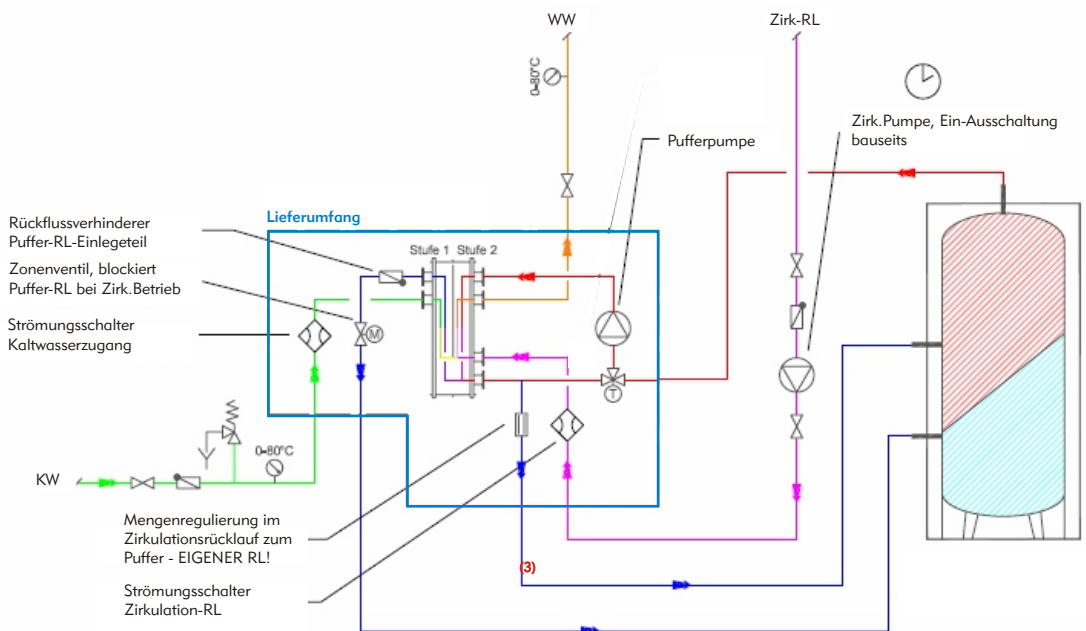 WW
Zirk-RL
0-80°C
Zirk.Pumpe, Ein-Ausschaltung
bauseits
Pufferpumpe
Rückflussverhinderer
Puffer-RL-Einlegeteil
Lieferumfang
Stufe 1 Stufe 2
Zonenventil, blockiert
Puffer-RL bei Zirk.Betrieb
Strömungsschalter
Kaltwasserzugang
M
T
0-80°C
KW
Mengenregulierung im
Zirkulationsrücklauf zum
Puffer - EIGENER RL!
(3)
Strömungsschalter
Zirkulation-RL